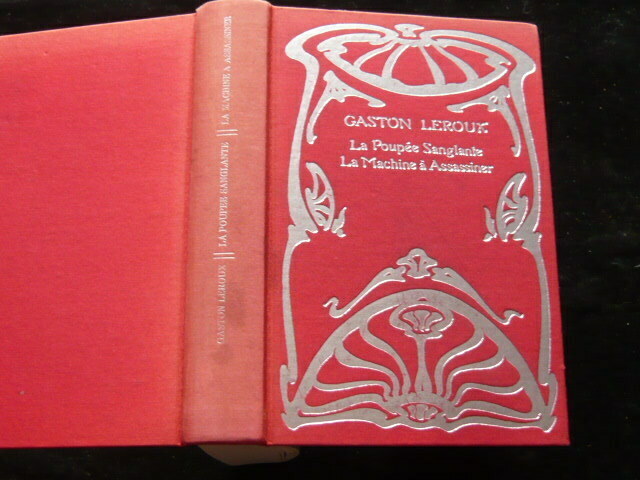 GASTON LEROUX
La Poupée Sanglante
La Machine à Assassiner
GASTON LEROUX || LA POUPÉE SANGLANTE || LA MACHINE À ASSASSINER